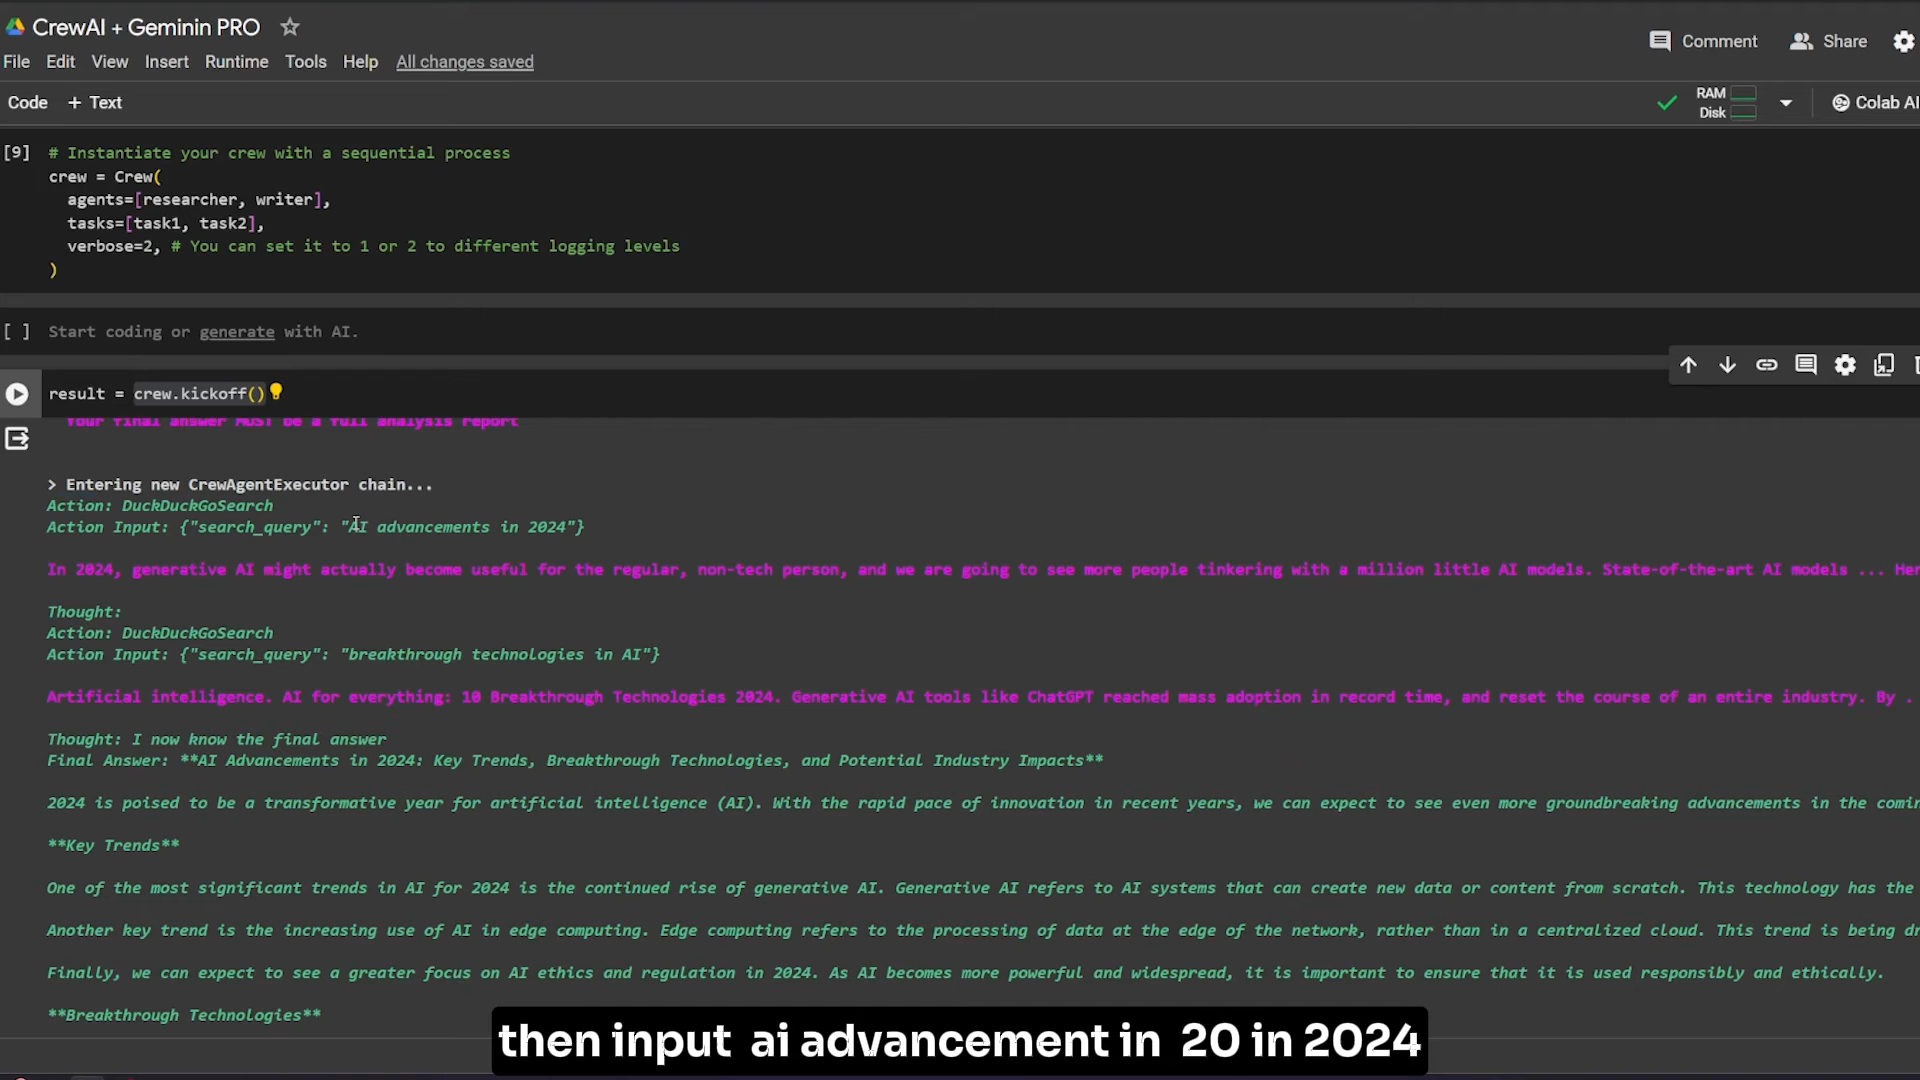 CrewAI + Geminin PRO
Comment
Share
File Edit View Insert Runtime Tools Help All changes saved
Code + Text
RAM
Disk
Colab AI
[9] # Instantiate your crew with a sequential process
crew = Crew(
agents=[researcher, writer],
tasks=[task1, task2],
verbose=2, # You can set it to 1 or 2 to different logging levels
)
[ ] Start coding or generate with AI.
result = crew.kickoff()
Your final answer MUST be a full analysis report
> Entering new CrewAgentExecutor chain...
Action: DuckDuckGoSearch
Action Input: {"search_query": "AI advancements in 2024"}
In 2024, generative AI might actually become useful for the regular, non-tech person, and we are going to see more people tinkering with a million little AI models. State-of-the-art AI models ...
Thought:
Action: DuckDuckGoSearch
Action Input: {"search_query": "breakthrough technologies in AI"}
Artificial intelligence. AI for everything: 10 Breakthrough Technologies 2024. Generative AI tools like ChatGPT reached mass adoption in record time, and reset the course of an entire industry. By .
Thought: I now know the final answer
Final Answer: **AI Advancements in 2024: Key Trends, Breakthrough Technologies, and Potential Industry Impacts**
2024 is poised to be a transformative year for artificial intelligence (AI). With the rapid pace of innovation in recent years, we can expect to see even more groundbreaking advancements in the
**Key Trends**
One of the most significant trends in AI for 2024 is the continued rise of generative AI. Generative AI refers to AI systems that can create new data or content from scratch. This technology has the
Another key trend is the increasing use of AI in edge computing. Edge computing refers to the processing of data at the edge of the network, rather than in a centralized cloud. This trend is being
Finally, we can expect to see a greater focus on AI ethics and regulation in 2024. As AI becomes more powerful and widespread, it is important to ensure that it is used responsibly and ethically.
**Breakthrough Technologies**
then input ai advancement in 20 in 2024